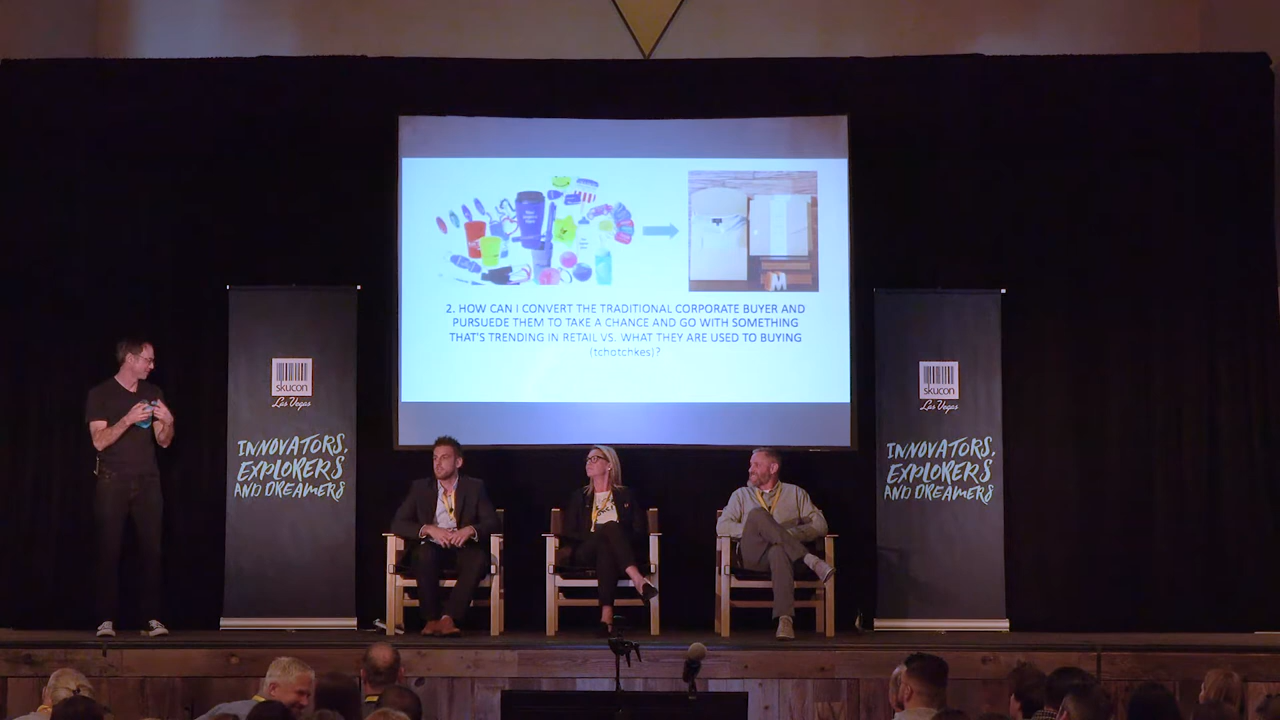 2. HOW CAN I CONVERT THE TRADITIONAL CORPORATE BUYER AND
PURSUEDE THEM TO TAKE A CHANCE AND GO WITH SOMETHING
THAT'S TRENDING IN RETAIL VS. WHAT THEY ARE USED TO BUYING
(tchotchkes)?
skucon
Las Vegas
INNOVATORS,
EXPLORERS
AND DREAMERS
skucon
Las Vegas
INNOVATORS,
EXPLORERS
AND DREAMERS
M